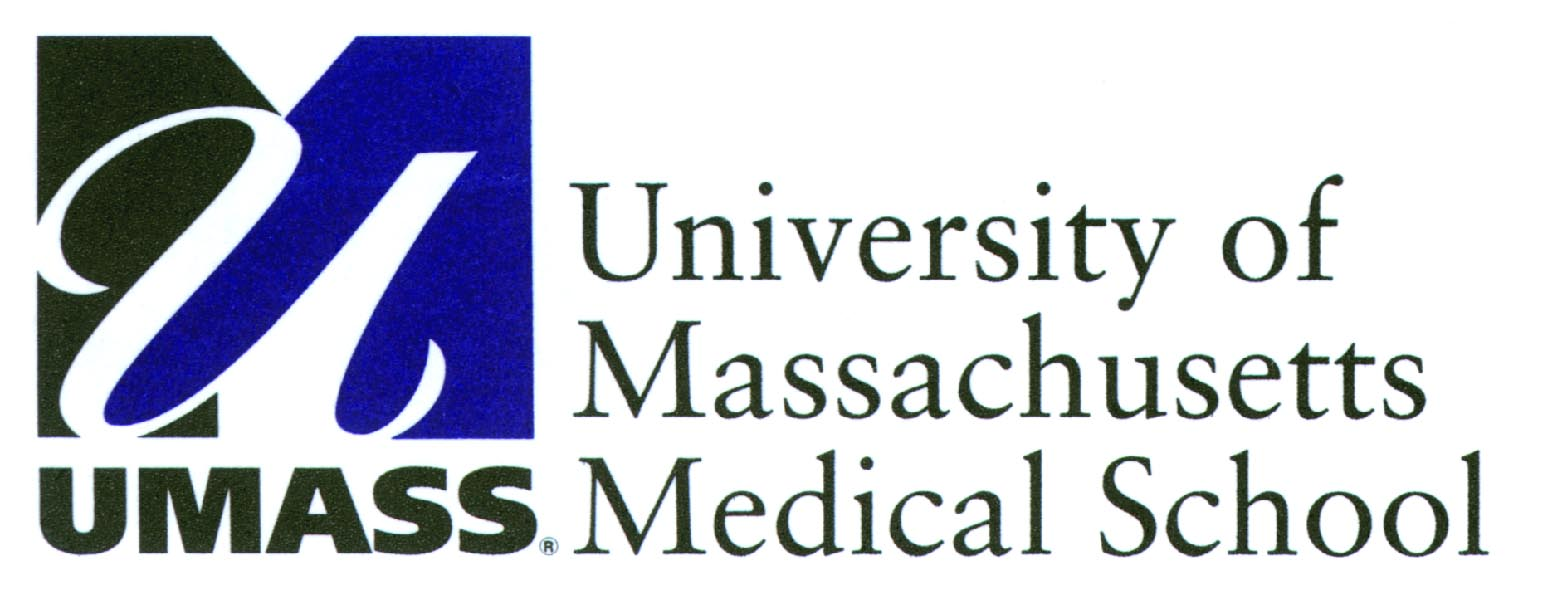 UMASS®
University of
Massachusetts
Medical School